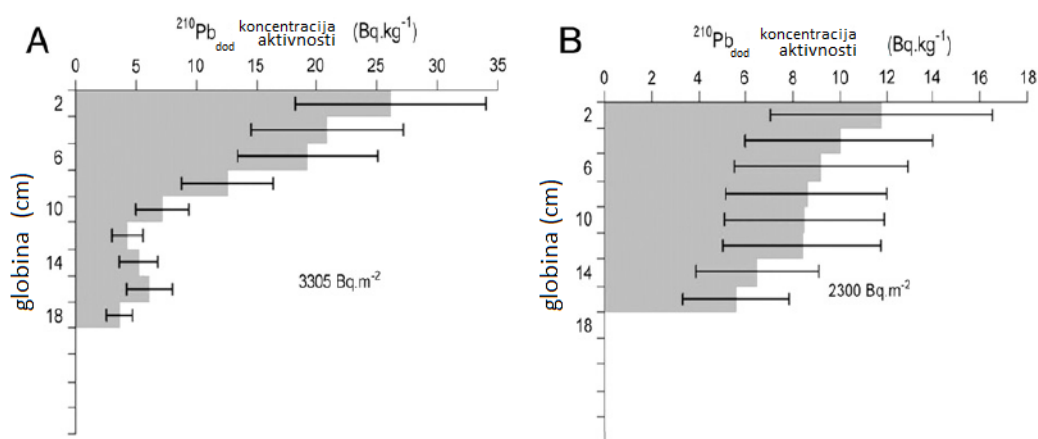 A
²¹⁰Pb_dod koncentracija aktivnosti (Bq.kg⁻¹)
0 5 10 15 20 25 30 35
globina (cm)
2
6
10
14
18
3305 Bq.m⁻²
B
²¹⁰Pb_dod koncentracija aktivnosti (Bq.kg⁻¹)
0 2 4 6 8 10 12 14 16 18
globina (cm)
2
6
10
14
18
2300 Bq.m⁻²